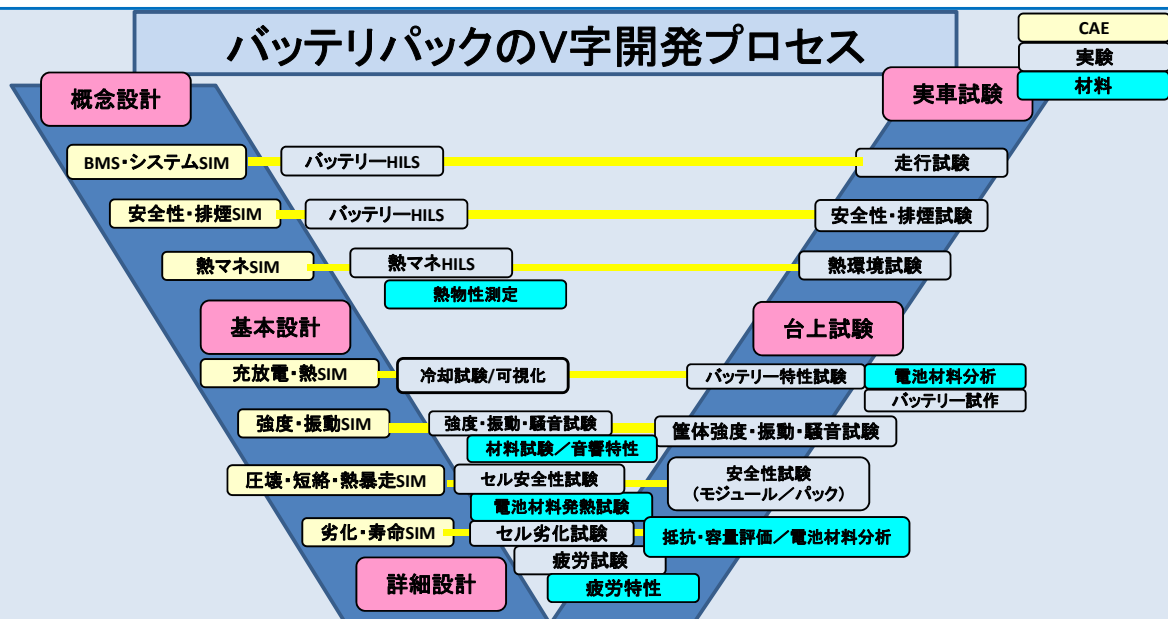 バッテリパックのV字開発プロセス
CAE
実験
材料
概念設計
実車試験
BMS・システムSIM
バッテリーHILS
走行試験
安全性・排煙SIM
バッテリーHILS
安全性・排煙試験
熱マネSIM
熱マネHILS
熱環境試験
熱物性測定
基本設計
台上試験
充放電・熱SIM
冷却試験/可視化
バッテリー特性試験
電池材料分析
バッテリー試作
強度・振動SIM
強度・振動・騒音試験
筐体強度・振動・騒音試験
材料試験／音響特性
圧壊・短絡・熱暴走SIM
セル安全性試験
安全性試験
（モジュール／パック）
電池材料発熱試験
劣化・寿命SIM
セル劣化試験
抵抗・容量評価／電池材料分析
疲労試験
詳細設計
疲労特性